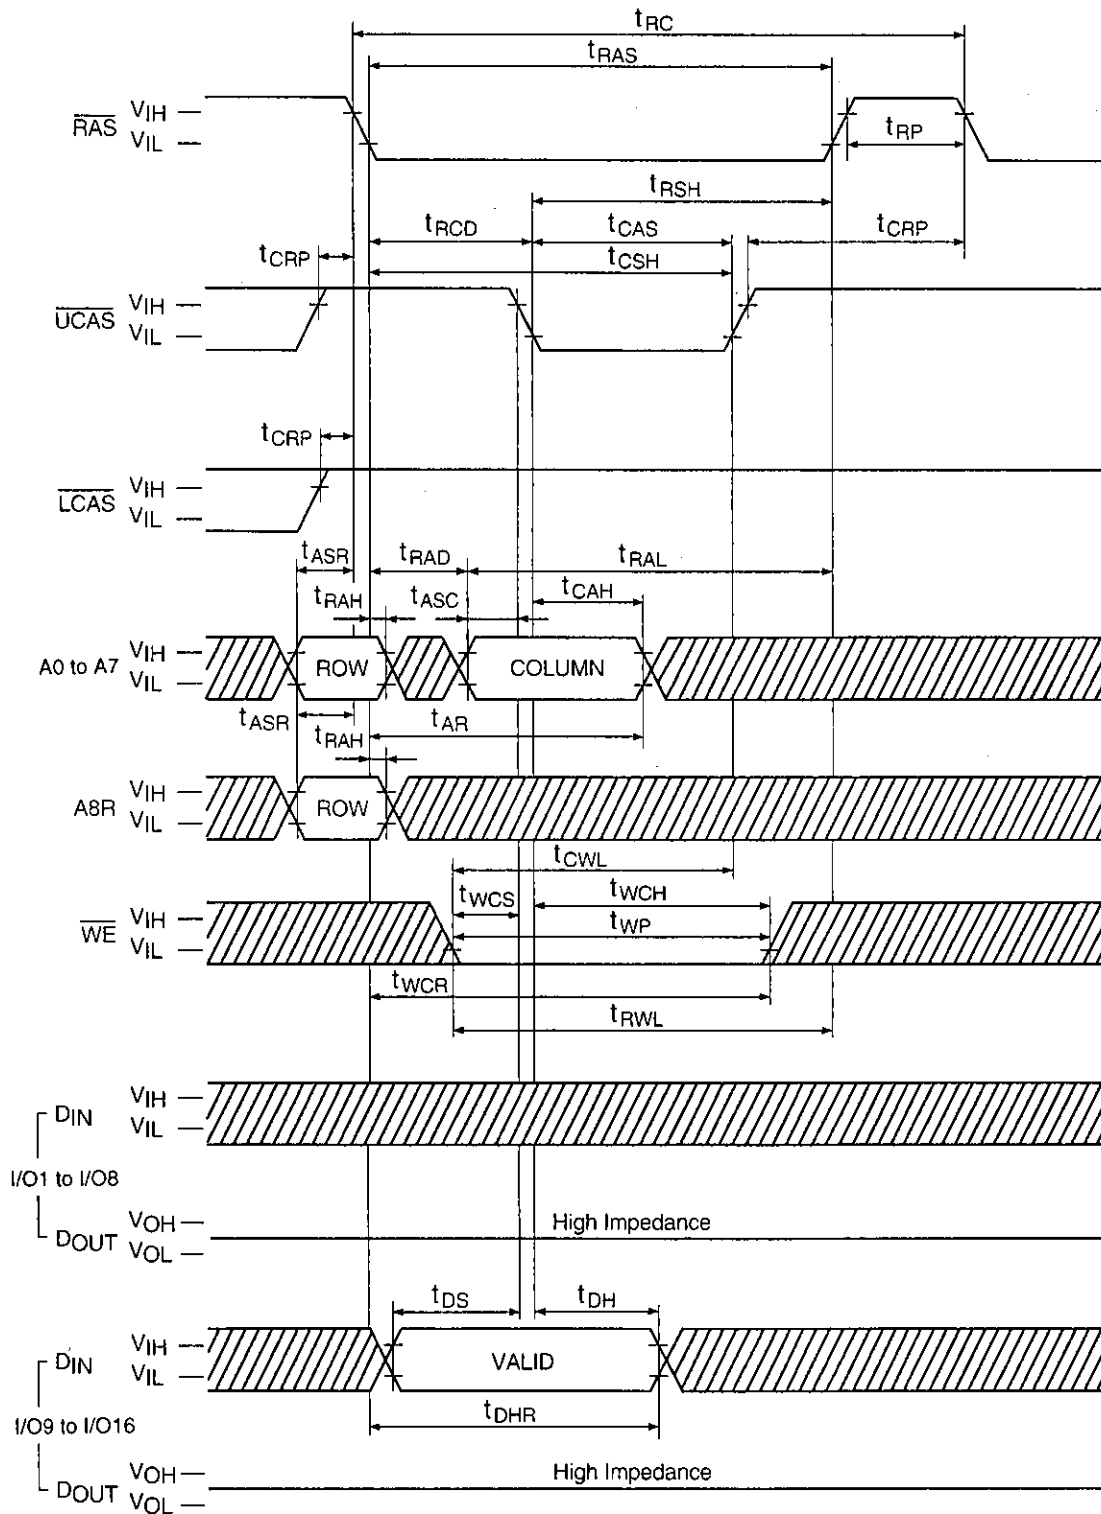 tRC
tRAS
RAS VIH
VIL
tRP
tRSH
tRCD tCAS tCRP
tCRP tCSH
UCAS VIH
VIL
tCRP
LCAS VIH
VIL
tASR tRAD tRAL
tRAH tASC tCAH
A0 to A7 VIH
VIL
ROW COLUMN
tASR tRAH tAR
A8R VIH
VIL
ROW
tCWL
tWCS tWCH
WE VIH
VIL
tWP
tWCR
tRWL
DIN VIH
VIL
I/O1 to I/O8
DOUT VOH
VOL
High Impedance
tDS tDH
DIN VIH
VIL
VALID
tDHR
I/O9 to I/O16
DOUT VOH
VOL
High Impedance